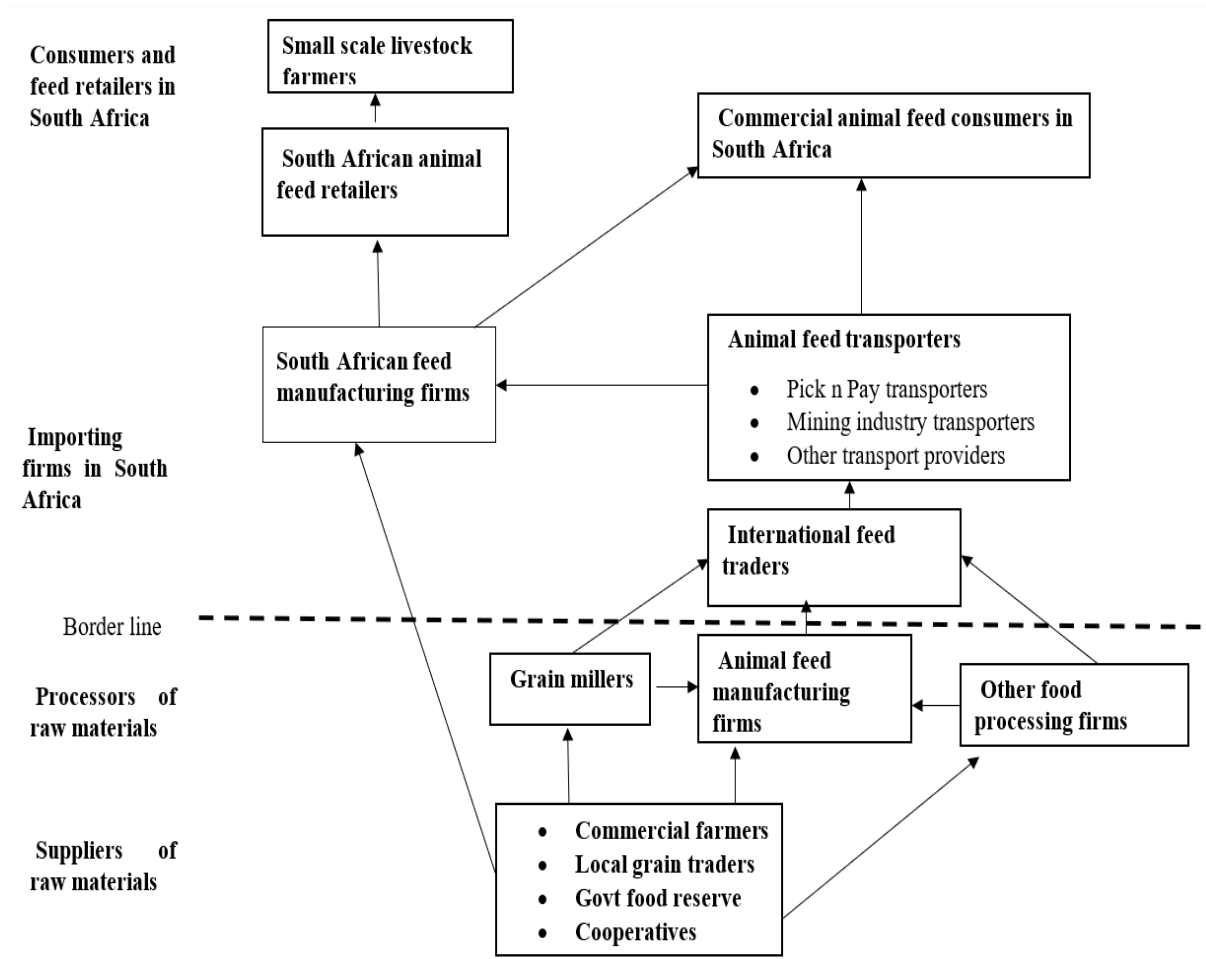 Consumers and
feed retailers in
South Africa
Small scale livestock
farmers
South African animal
feed retailers
Commercial animal feed consumers in
South Africa
South African feed
manufacturing firms
Animal feed transporters
• Pick n Pay transporters
• Mining industry transporters
• Other transport providers
Importing
firms in South
Africa
International feed
traders
Border line
Processors of
raw materials
Grain millers
Animal feed
manufacturing
firms
Other food
processing firms
Suppliers of
raw materials
• Commercial farmers
• Local grain traders
• Govt food reserve
• Cooperatives